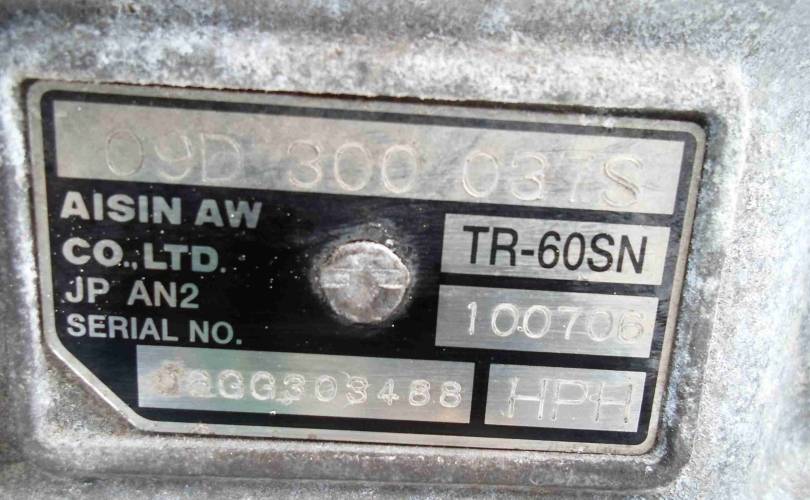 09D 300 037S
AISIN AW
CO.,LTD.
TR-60SN
JP AN2
100706
SERIAL NO.
HPH